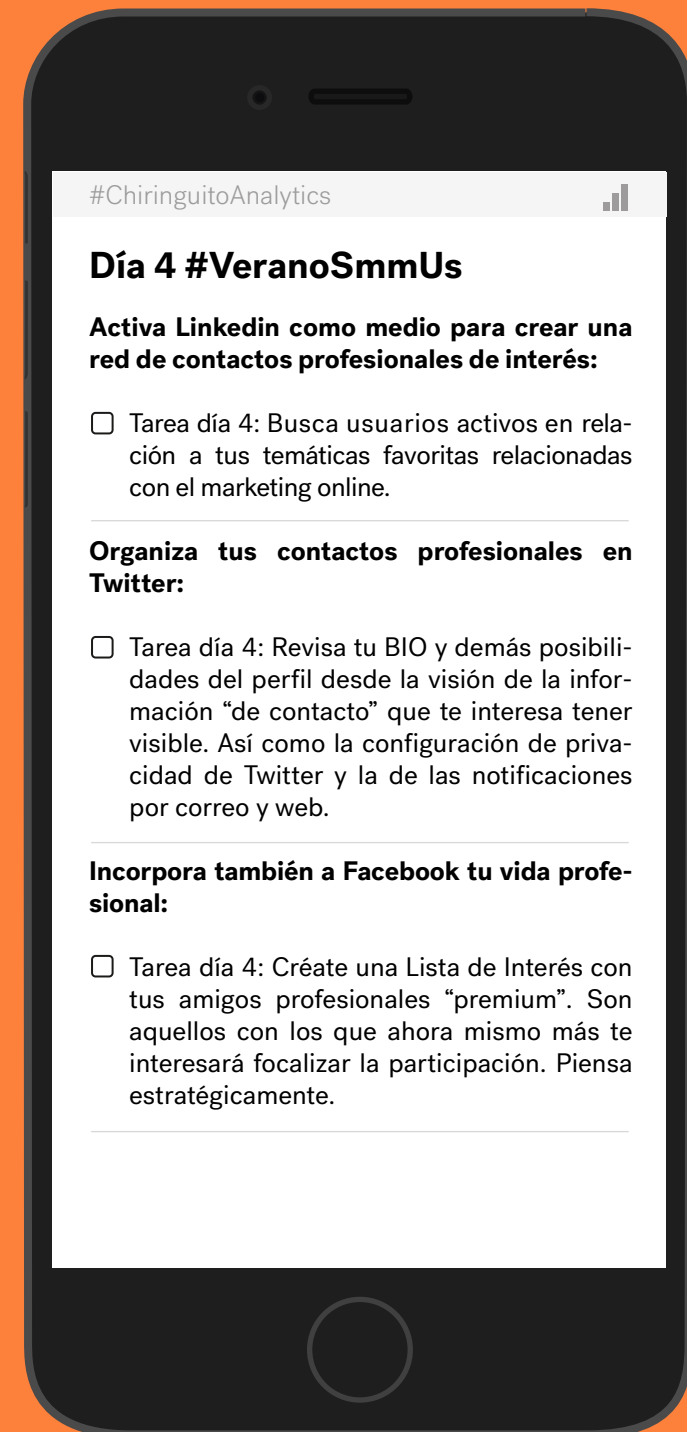 #ChiringuitoAnalytics
Día 4 #VeranoSmmUs
Activa Linkedin como medio para crear una
red de contactos profesionales de interés:
Tarea día 4: Busca usuarios activos en rela-
ción a tus temáticas favoritas relacionadas
con el marketing online.
Organiza tus contactos profesionales en
Twitter:
Tarea día 4: Revisa tu BIO y demás posibili-
dades del perfil desde la visión de la infor-
mación “de contacto” que te interesa tener
visible. Así como la configuración de priva-
cidad de Twitter y la de las notificaciones
por correo y web.
Incorpora también a Facebook tu vida profe-
sional:
Tarea día 4: Créate una Lista de Interés con
tus amigos profesionales “premium”. Son
aquellos con los que ahora mismo más te
interesará focalizar la participación. Piensa
estratégicamente.